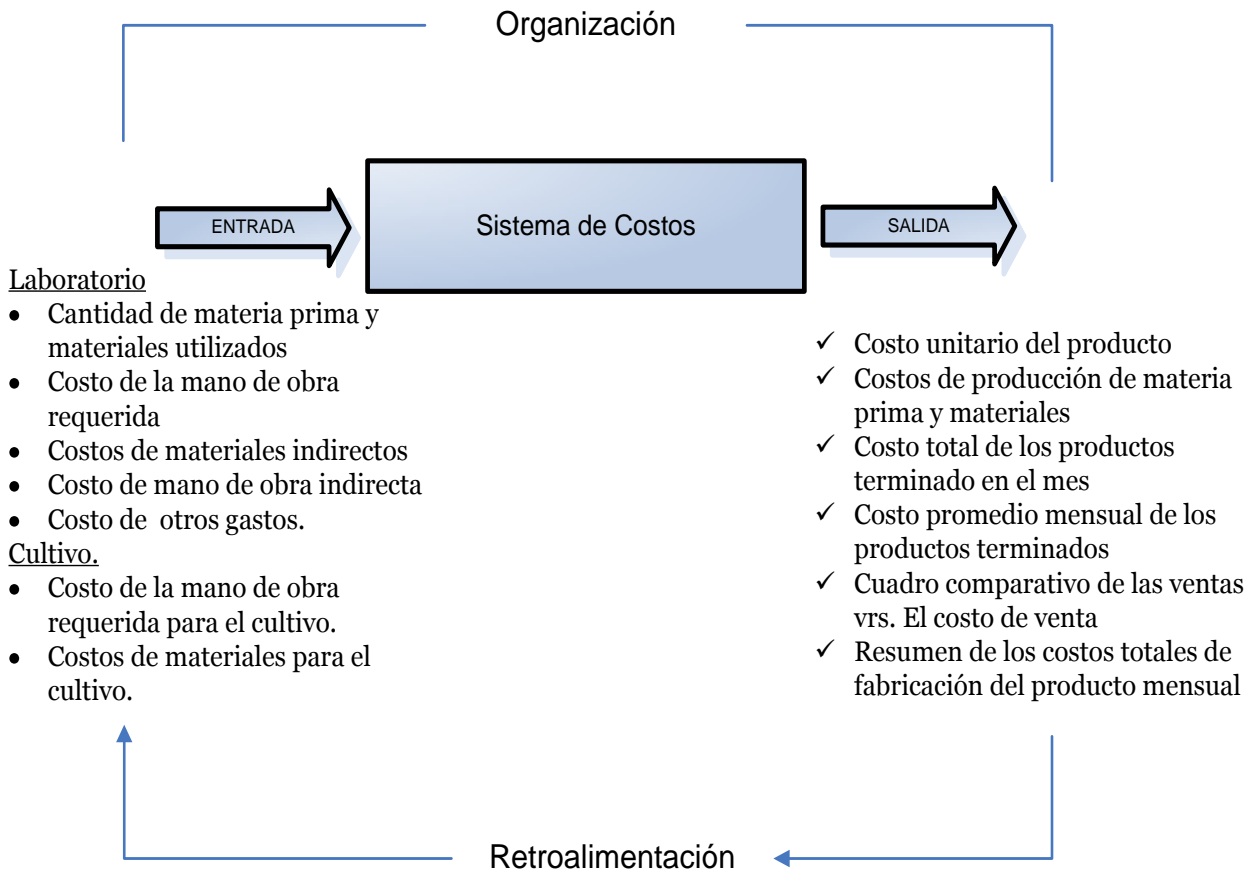 Organización
ENTRADA
Sistema de Costos
SALIDA
Laboratorio
• Cantidad de materia prima y
materiales utilizados
• Costo de la mano de obra
requerida
• Costos de materiales indirectos
• Costo de mano de obra indirecta
• Costo de otros gastos.
Cultivo.
• Costo de la mano de obra
requerida para el cultivo.
• Costos de materiales para el
cultivo.
✓ Costo unitario del producto
✓ Costos de producción de materia
prima y materiales
✓ Costo total de los productos
terminado en el mes
✓ Costo promedio mensual de los
productos terminados
✓ Cuadro comparativo de las ventas
vrs. El costo de venta
✓ Resumen de los costos totales de
fabricación del producto mensual
Retroalimentación